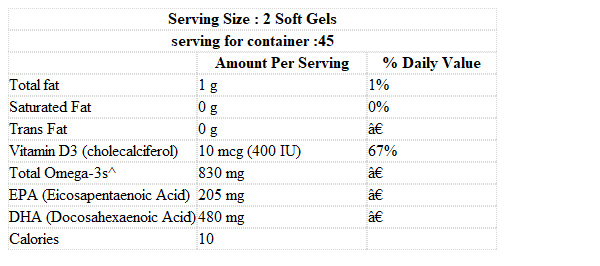 Serving Size : 2 Soft Gels
serving for container :45
Amount Per Serving % Daily Value
Total fat 1 g 1%
Saturated Fat 0 g 0%
Trans Fat 0 g â€
Vitamin D3 (cholecalciferol) 10 mcg (400 IU) 67%
Total Omega-3s^ 830 mg â€
EPA (Eicosapentaenoic Acid) 205 mg â€
DHA (Docosahexaenoic Acid) 480 mg â€
Calories 10